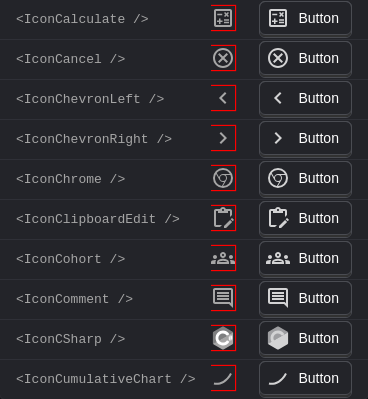 <IconCalculate /> Button
<IconCancel /> Button
<IconChevronLeft /> Button
<IconChevronRight /> Button
<IconChrome /> Button
<IconClipboardEdit /> Button
<IconCohort /> Button
<IconComment /> Button
<IconCSharp /> Button
<IconCumulativeChart /> Button